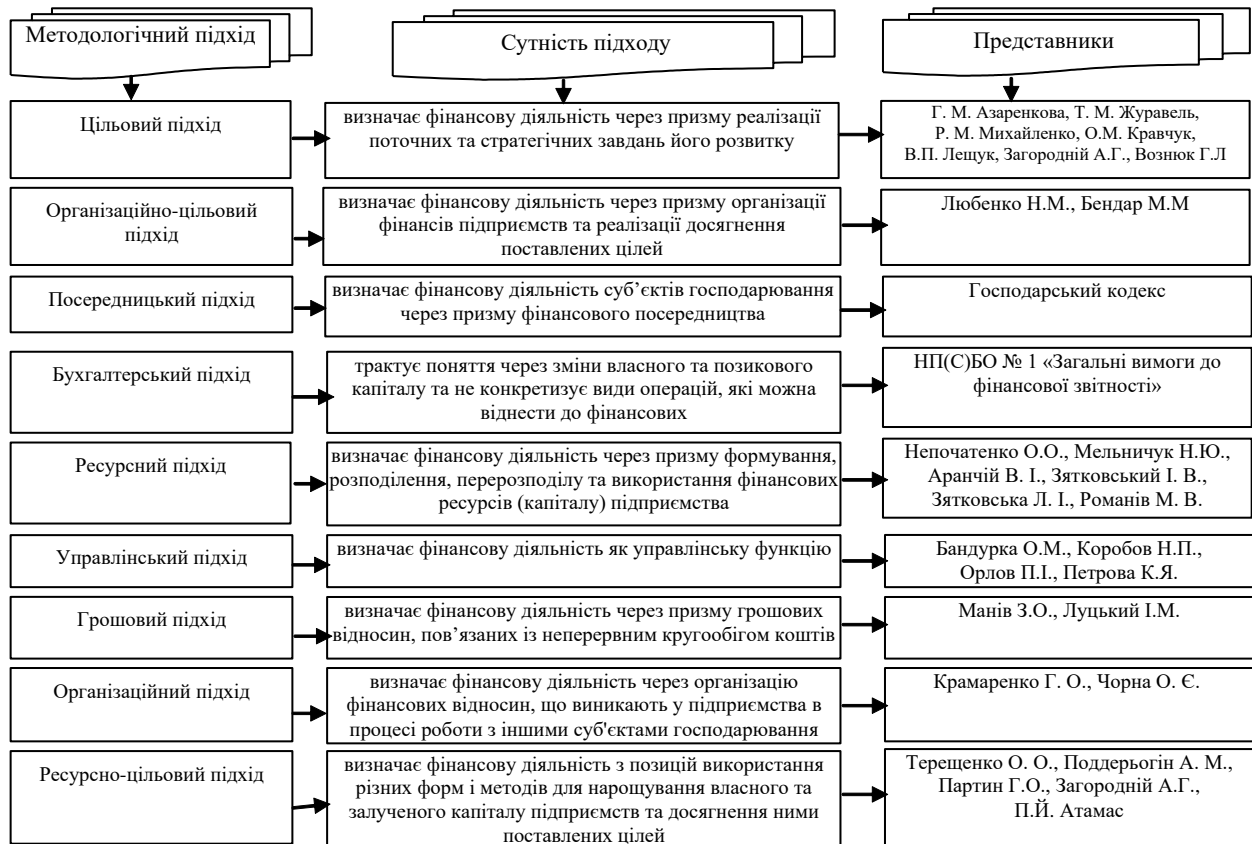 Методологічний підхід
Сутність підходу
Представники
Цільовий підхід
визначає фінансову діяльність через призму реалізації
поточних та стратегічних завдань його розвитку
Г. М. Азаренкова, Т. М. Журавель,
Р. М. Михайленко, О.М. Кравчук,
В.П. Лещук, Загородній А.Г., Вознюк Г.Л
Організаційно-цільовий
підхід
визначає фінансову діяльність через призму організації
фінансів підприємств та реалізації досягнення
поставлених цілей
Любенко Н.М., Бендар М.М
Посередницький підхід
визначає фінансову діяльність суб’єктів господарювання
через призму фінансового посередництва
Господарський кодекс
Бухгалтерський підхід
трактує поняття через зміни власного та позикового
капіталу та не конкретизує види операцій, які можна
віднести до фінансових
НП(С)БО № 1 «Загальні вимоги до
фінансової звітності»
Ресурсний підхід
визначає фінансову діяльність через призму формування,
розподілення, перерозподілу та використання фінансових
ресурсів (капіталу) підприємства
Непочатенко О.О., Мельничук Н.Ю.,
Аранчій В. І., Зятковський І. В.,
Зятковська Л. І., Романів М. В.
Управлінський підхід
визначає фінансову діяльність як управлінську функцію
Бандурка О.М., Коробов Н.П.,
Орлов П.І., Петрова К.Я.
Грошовий підхід
визначає фінансову діяльність через призму грошових
відносин, пов’язаних із неперервним кругообігом коштів
Манів З.О., Луцький І.М.
Організаційний підхід
визначає фінансову діяльність через організацію
фінансових відносин, що виникають у підприємства в
процесі роботи з іншими суб'єктами господарювання
Крамаренко Г. О., Чорна О. Є.
Ресурсно-цільовий підхід
визначає фінансову діяльність з позицій використання
різних форм і методів для нарощування власного та
залученого капіталу підприємств та досягнення ними
поставлених цілей
Терещенко О. О., Поддерьогін А. М.,
Партин Г.О., Загородній А.Г.,
П.Й. Атамас